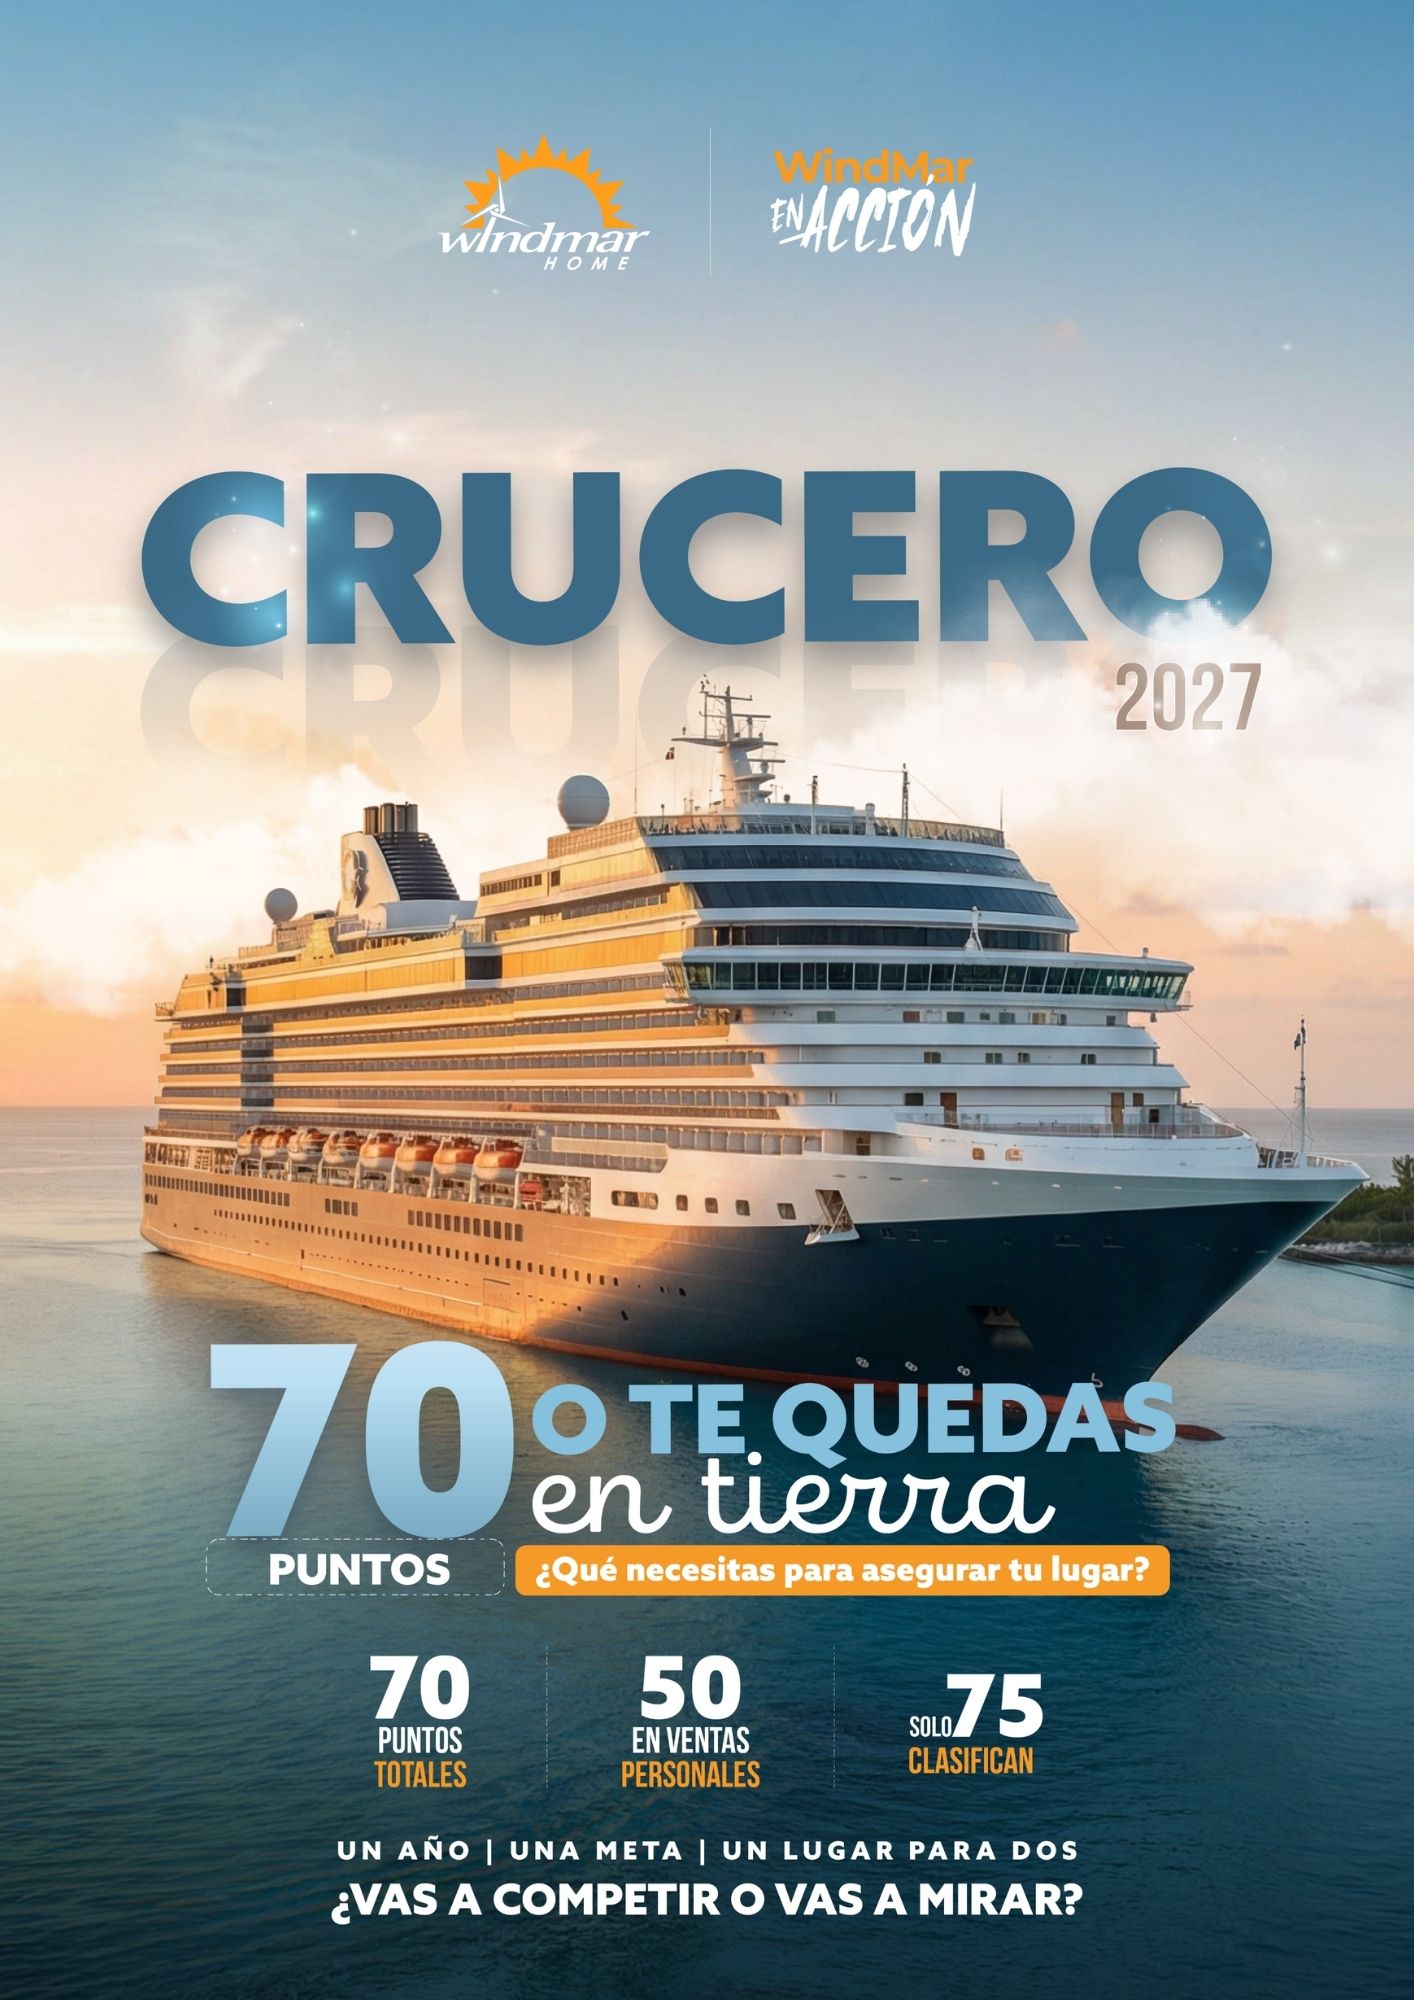 windmar
HOME
WindMar
EN ACCIÓN
CRUCERO
2027
70 O TE QUEDAS
en tierra
PUNTOS
¿Qué necesitas para asegurar tu lugar?
70
PUNTOS
TOTALES
50
EN VENTAS
PERSONALES
SOLO 75
CLASIFICAN
UN AÑO | UNA META | UN LUGAR PARA DOS
¿VAS A COMPETIR O VAS A MIRAR?